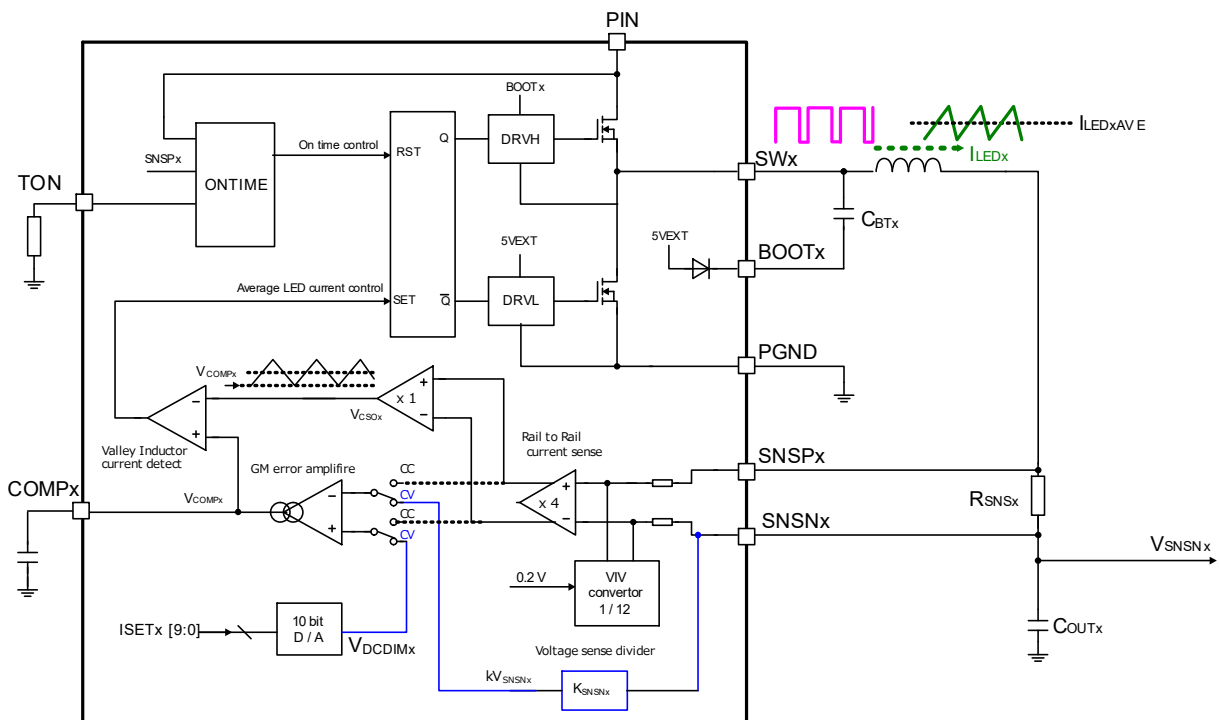 PIN
BOOTx
SNSPx
ONTIME
On time control
RST
Q
DRVH
SWx
ILEDxAVE
ILEDx
TON
CBTx
5VEXT
5VEXT
BOOTx
Average LED current control
SET
Q
DRVL
PGND
VCOMPx
x 1
VCSOx
Valley Inductor
current detect
Rail to Rail
current sense
SNSPx
GM error amplifire
CC
CV
COMPx
VCOMPx
x 4
RSNSx
CC
CV
SNSNx
VSNSNx
0.2 V
VIV
convertor
1 / 12
ISETx [9:0]
10 bit
D / A
VDCDIMx
COUTx
Voltage sense divider
kVSNSNx
KSNSNx